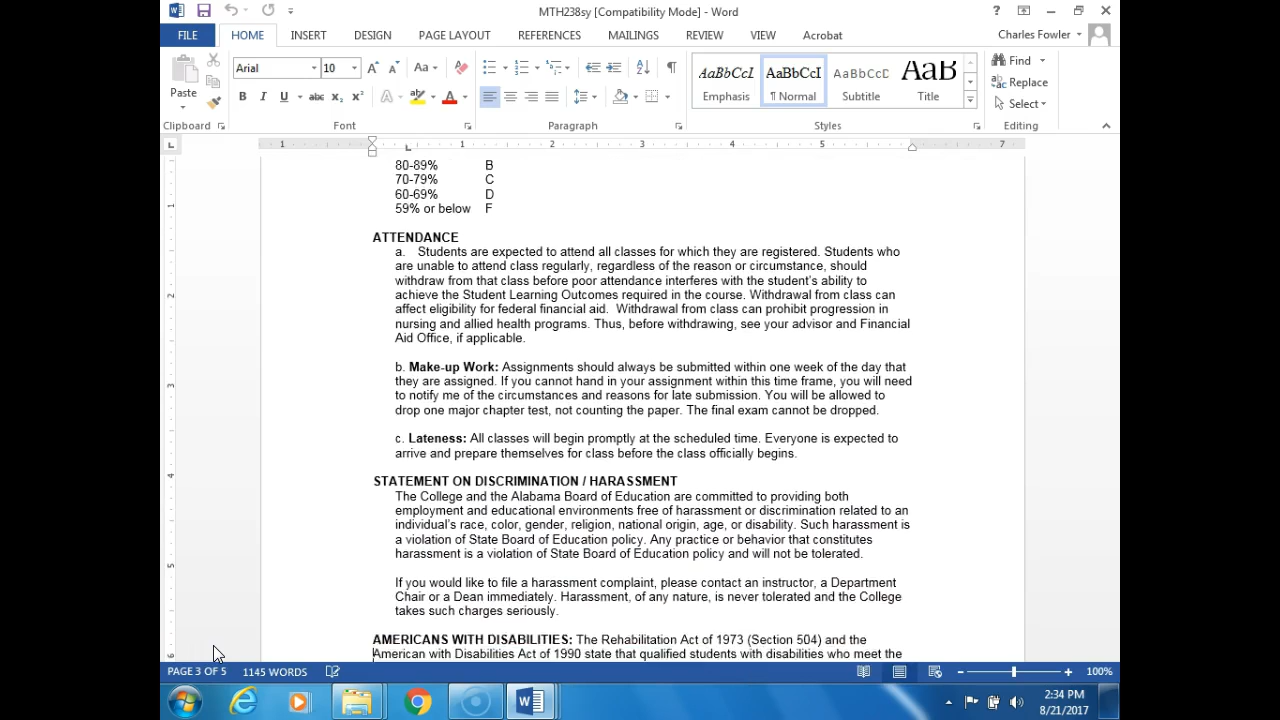 MTH238sy [Compatibility Mode] - Word
?
FILE HOME INSERT DESIGN PAGE LAYOUT REFERENCES MAILINGS REVIEW VIEW Acrobat Charles Fowler
Paste
Arial 10 Aa
B I U abc x₂ x² A A
AaBbCcI AaBbCcI AaBbCcD AaB
Emphasis ¶ Normal Subtitle Title
Find
Replace
Select
Clipboard Font Paragraph Styles Editing
1 1 2 3 4 5 7
80-89% B
70-79% C
60-69% D
59% or below F
ATTENDANCE
a. Students are expected to attend all classes for which they are registered. Students who
are unable to attend class regularly, regardless of the reason or circumstance, should
withdraw from that class before poor attendance interferes with the student’s ability to
achieve the Student Learning Outcomes required in the course. Withdrawal from class can
affect eligibility for federal financial aid. Withdrawal from class can prohibit progression in
nursing and allied health programs. Thus, before withdrawing, see your advisor and Financial
Aid Office, if applicable.
b. Make-up Work: Assignments should always be submitted within one week of the day that
they are assigned. If you cannot hand in your assignment within this time frame, you will need
to notify me of the circumstances and reasons for late submission. You will be allowed to
drop one major chapter test, not counting the paper. The final exam cannot be dropped.
c. Lateness: All classes will begin promptly at the scheduled time. Everyone is expected to
arrive and prepare themselves for class before the class officially begins.
STATEMENT ON DISCRIMINATION / HARASSMENT
The College and the Alabama Board of Education are committed to providing both
employment and educational environments free of harassment or discrimination related to an
individual’s race, color, gender, religion, national origin, age, or disability. Such harassment is
a violation of State Board of Education policy. Any practice or behavior that constitutes
harassment is a violation of State Board of Education policy and will not be tolerated.
If you would like to file a harassment complaint, please contact an instructor, a Department
Chair or a Dean immediately. Harassment, of any nature, is never tolerated and the College
takes such charges seriously.
AMERICANS WITH DISABILITIES: The Rehabilitation Act of 1973 (Section 504) and the
American with Disabilities Act of 1990 state that qualified students with disabilities who meet the
PAGE 3 OF 5 1145 WORDS 100%
2:34 PM
8/21/2017